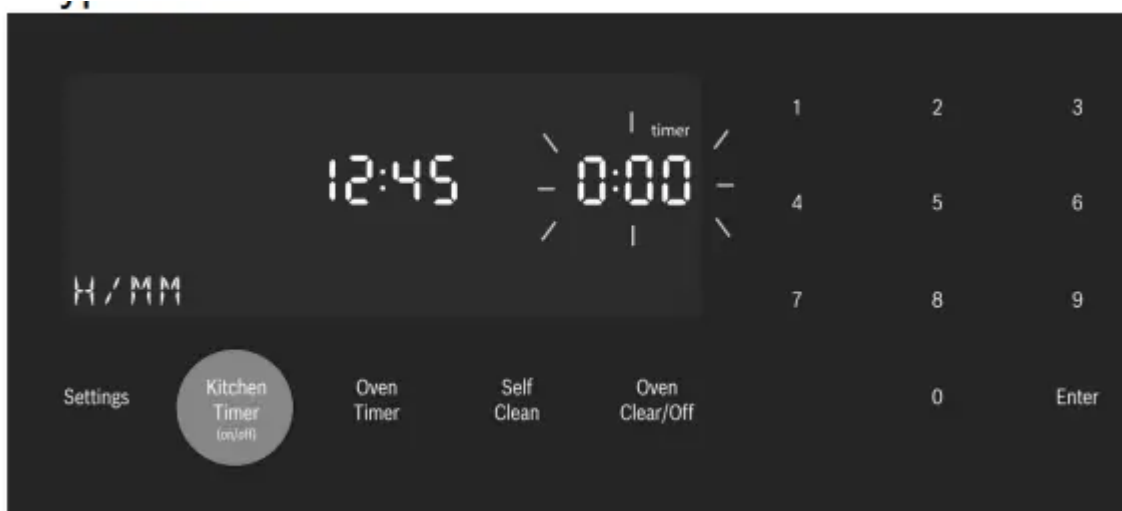 timer
12:45 0:00
H/MM
1 2 3
4 5 6
7 8 9
0 Enter
Settings
Kitchen
Timer
(on/off)
Oven
Timer
Self
Clean
Oven
Clear/Off